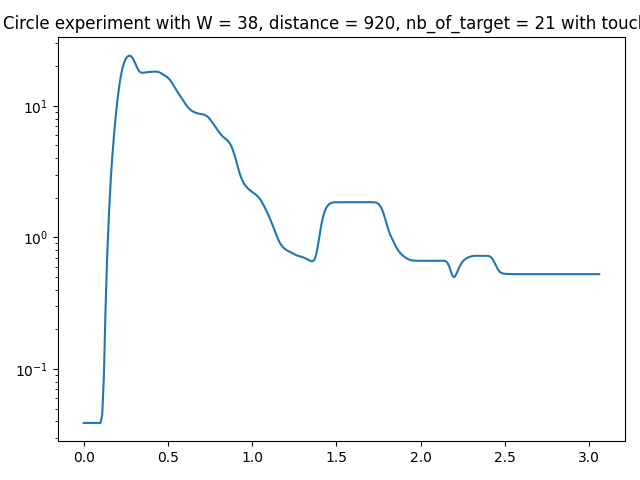 Circle experiment with W = 38, distance = 920, nb_of_target = 21 with
10¹
10⁰
10⁻¹
0.0 0.5 1.0 1.5 2.0 2.5 3.0